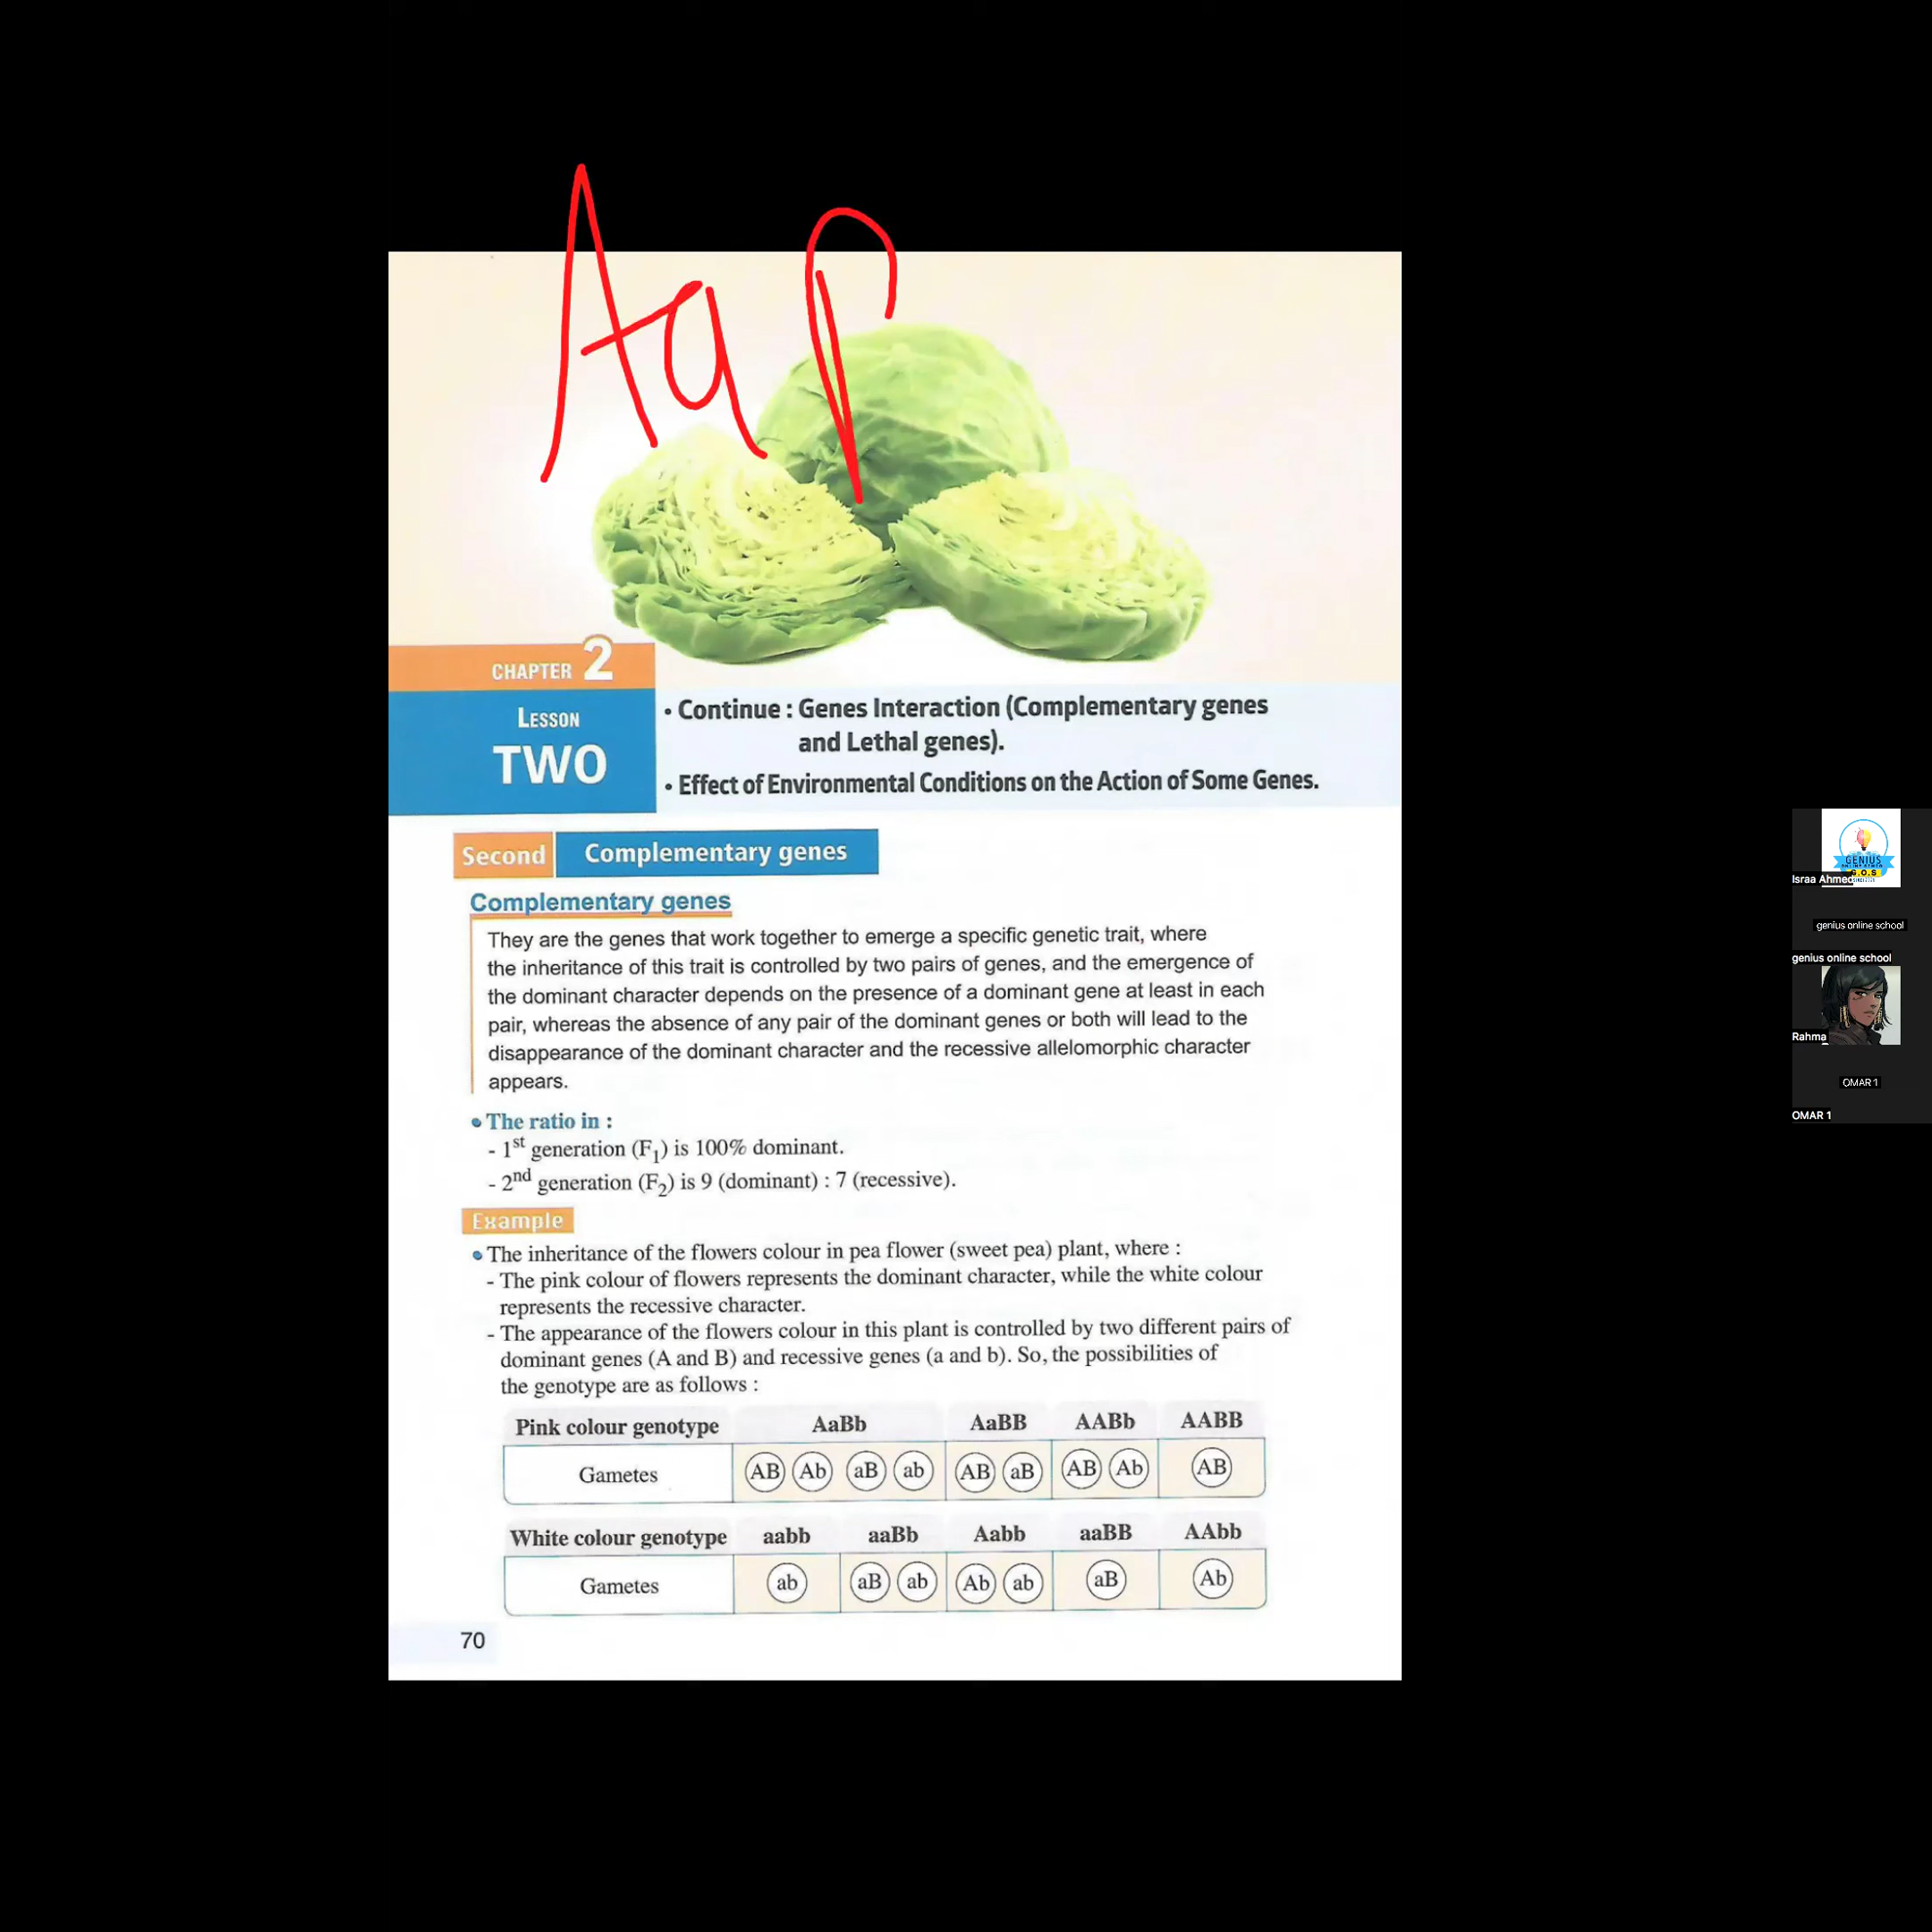 Aa
CHAPTER 2
LESSON
TWO
• Continue : Genes Interaction (Complementary genes
and Lethal genes).
• Effect of Environmental Conditions on the Action of Some Genes.
Second Complementary genes
Complementary genes
They are the genes that work together to emerge a specific genetic trait, where
the inheritance of this trait is controlled by two pairs of genes, and the emergence of
the dominant character depends on the presence of a dominant gene at least in each
pair, whereas the absence of any pair of the dominant genes or both will lead to the
disappearance of the dominant character and the recessive allelomorphic character
appears.
• The ratio in :
- 1st generation (F1) is 100% dominant.
- 2nd generation (F2) is 9 (dominant) : 7 (recessive).
Example
• The inheritance of the flowers colour in pea flower (sweet pea) plant, where :
- The pink colour of flowers represents the dominant character, while the white colour
represents the recessive character.
- The appearance of the flowers colour in this plant is controlled by two different pairs of
dominant genes (A and B) and recessive genes (a and b). So, the possibilities of
the genotype are as follows :
Pink colour genotype AaBb AaBB AABb AABB
Gametes AB Ab aB ab AB aB AB Ab AB
White colour genotype aabb aaBb Aabb aaBB AAbb
Gametes ab aB ab Ab ab aB Ab
70
GENIUS
G.O.S
Israa Ahmed
genius online school
genius online school
Rahma
OMAR 1
OMAR 1